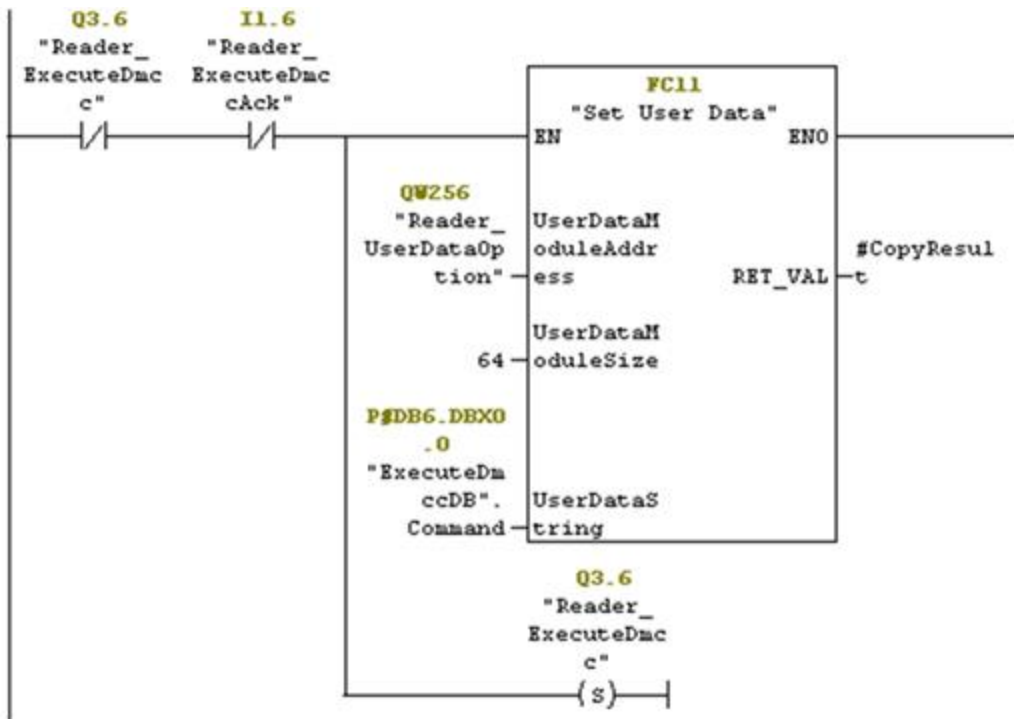 Q3.6
"Reader_
ExecuteDmc
c"
I1.6
"Reader_
ExecuteDmc
cAck"
FC11
"Set User Data"
EN
ENO
QW256
"Reader_
UserDataOp
tion"
UserDataM
oduleAddr
ess
RET_VAL
#CopyResul
t
64
UserDataM
oduleSize
P#DB6.DBX0
.0
"ExecuteDm
ccDB".
Command
UserDataS
tring
Q3.6
"Reader_
ExecuteDmc
c"
S